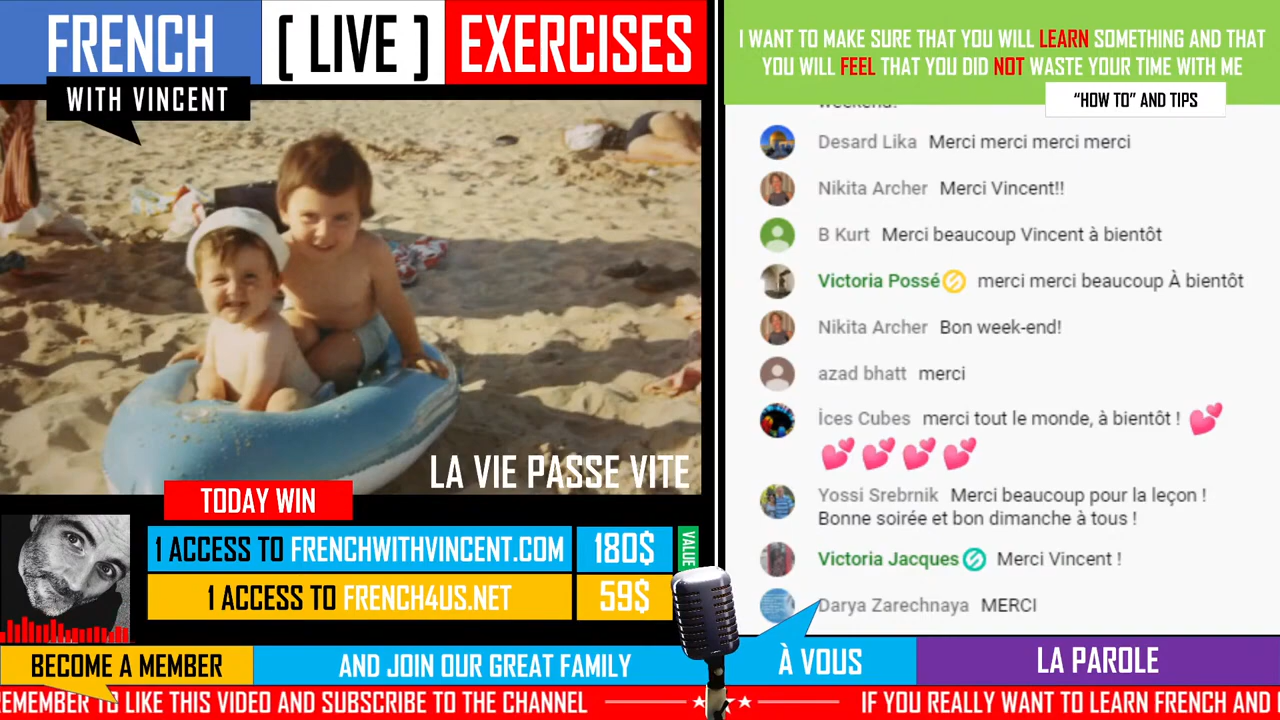 FRENCH
WITH VINCENT
[ LIVE ]
EXERCISES
LA VIE PASSE VITE
TODAY WIN
1 ACCESS TO FRENCHWITHVINCENT.COM 180$
VALUE
1 ACCESS TO FRENCH4US.NET 59$
BECOME A MEMBER
AND JOIN OUR GREAT FAMILY
I WANT TO MAKE SURE THAT YOU WILL LEARN SOMETHING AND THAT
YOU WILL FEEL THAT YOU DID NOT WASTE YOUR TIME WITH ME
“HOW TO” AND TIPS
Desard Lika Merci merci merci merci
Nikita Archer Merci Vincent!!
B Kurt Merci beaucoup Vincent à bientôt
Victoria Possé merci merci beaucoup À bientôt
Nikita Archer Bon week-end!
azad bhatt merci
İces Cubes merci tout le monde, à bientôt !
Yossi Srebrnik Merci beaucoup pour la leçon !
Bonne soirée et bon dimanche à tous !
Victoria Jacques Merci Vincent !
Darya Zarechnaya MERCI
À VOUS
LA PAROLE
REMEMBER TO LIKE THIS VIDEO AND SUBSCRIBE TO THE CHANNEL
IF YOU REALLY WANT TO LEARN FRENCH AND